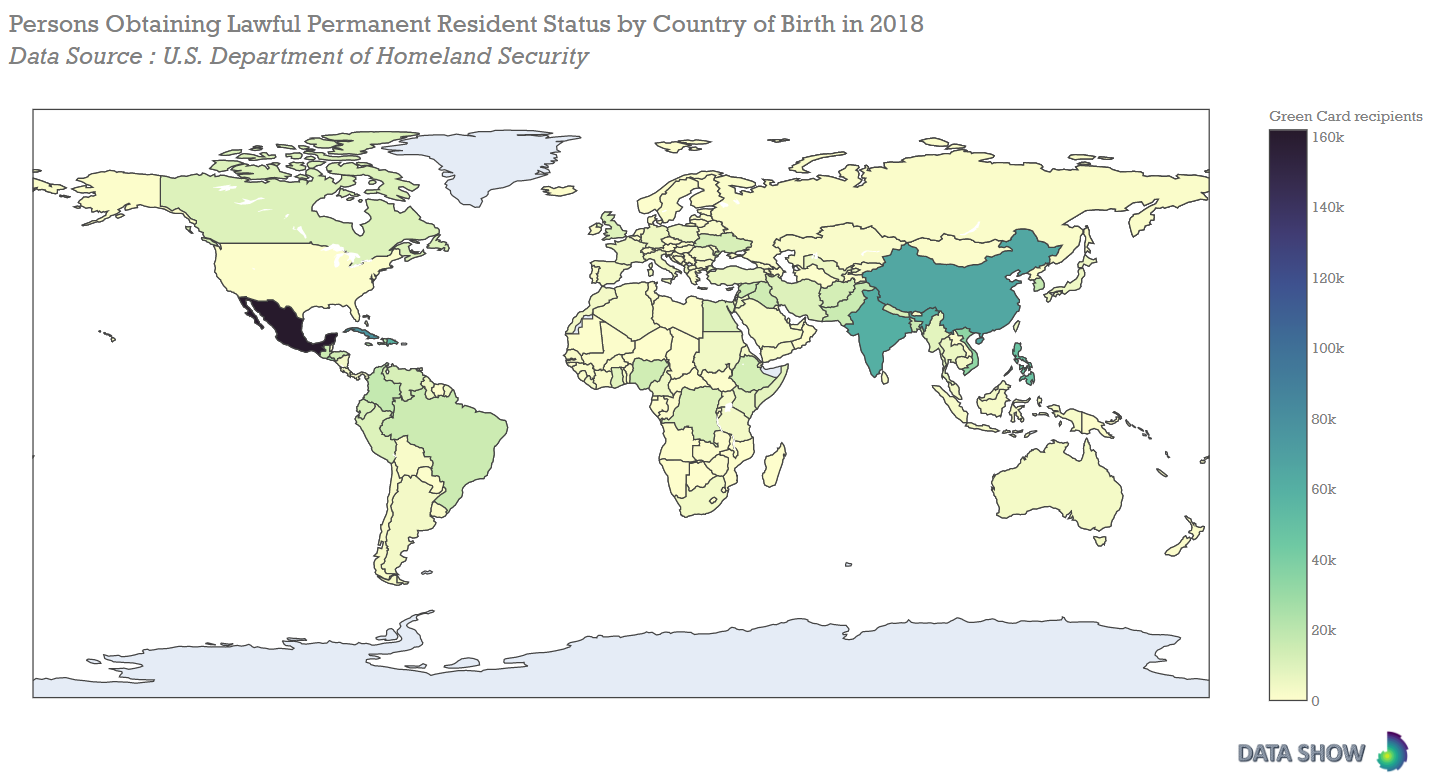 Persons Obtaining Lawful Permanent Resident Status by Country of Birth in 2018
Data Source : U.S. Department of Homeland Security
Green Card recipients
160k
140k
120k
100k
80k
60k
40k
20k
0
DATA SHOW